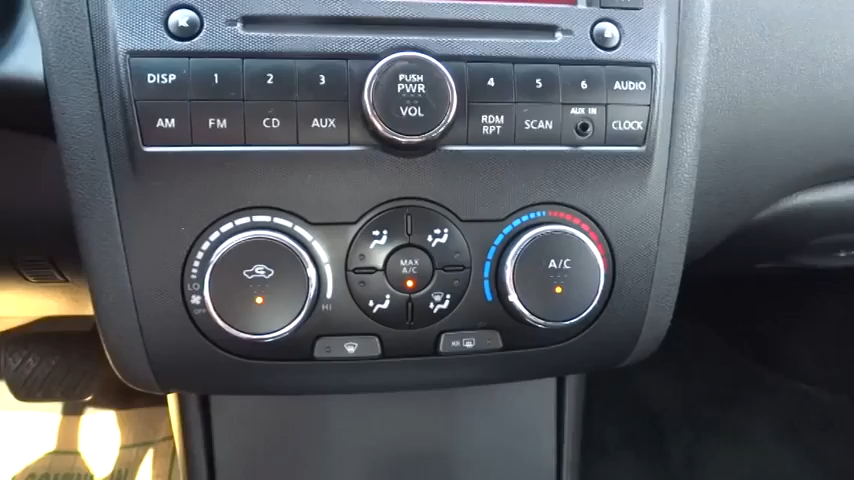 DISP 1 2 3 PUSH PWR VOL 4 5 6 AUDIO
AM FM CD AUX RDM RPT SCAN AUX IN CLOCK
MAX A/C
A/C
LO
OFF
HI